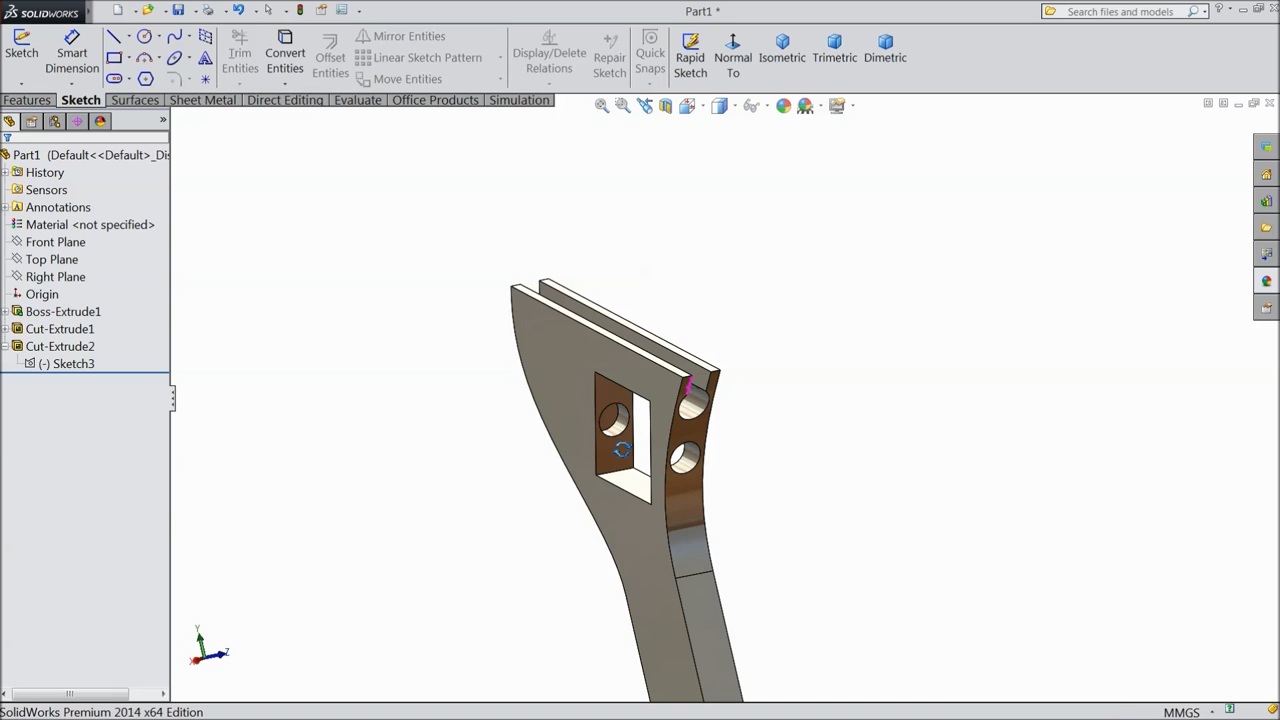 SOLIDWORKS
Part1 *
Search files and models
Sketch
Smart Dimension
Trim Entities
Convert Entities
Offset Entities
Mirror Entities
Linear Sketch Pattern
Move Entities
Display/Delete Relations
Repair Sketch
Quick Snaps
Rapid Sketch
Normal To
Isometric
Trimetric
Dimetric
Features
Sketch
Surfaces
Sheet Metal
Direct Editing
Evaluate
Office Products
Simulation
Part1 (Default<<Default>_Dis
History
Sensors
Annotations
Material <not specified>
Front Plane
Top Plane
Right Plane
Origin
Boss-Extrude1
Cut-Extrude1
Cut-Extrude2
(-) Sketch3
Y
X
Z
SolidWorks Premium 2014 x64 Edition
MMGS